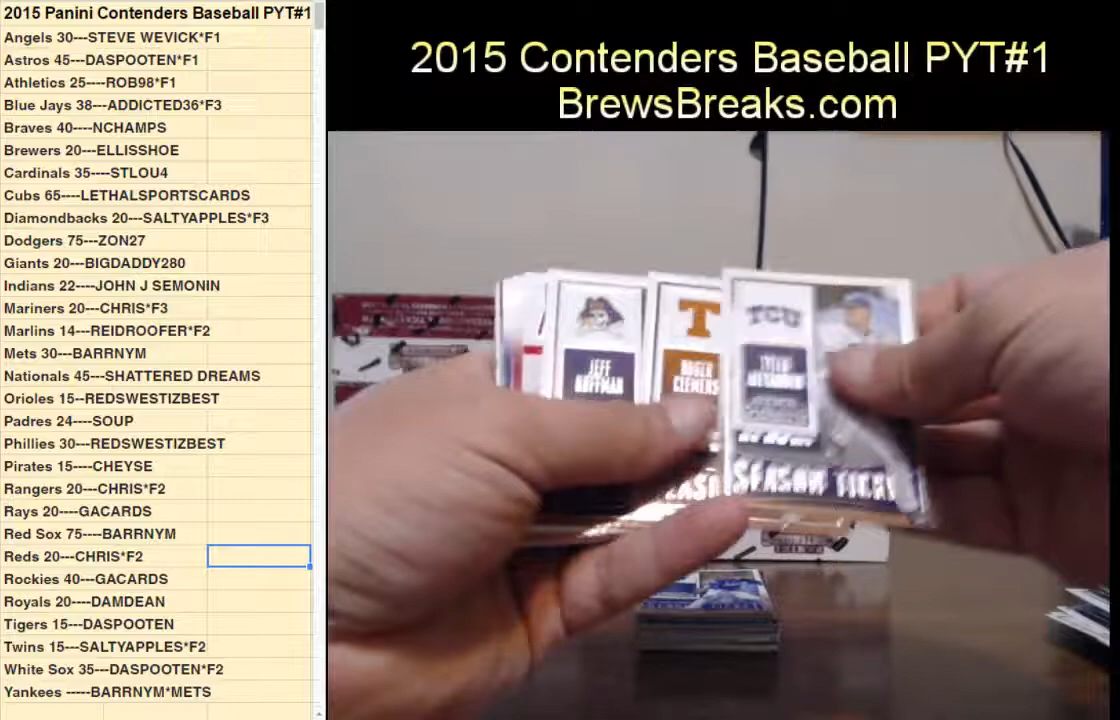 2015 Panini Contenders Baseball PYT#1
Angels 30---STEVE WEVICK*F1
Astros 45---DASPOOTEN*F1
Athletics 25---ROB98*F1
Blue Jays 38---ADDICTED36*F3
Braves 40----NCHAMPS
Brewers 20---ELLISSHOE
Cardinals 35----STLOU4
Cubs 65----LETHALSPORTSCARDS
Diamondbacks 20---SALTYAPPLES*F3
Dodgers 75---ZON27
Giants 20---BIGDADDY280
Indians 22---JOHN J SEMONIN
Mariners 20---CHRIS*F3
Marlins 14---REIDROOFER*F2
Mets 30---BARRNYM
Nationals 45---SHATTERED DREAMS
Orioles 15--REDSWESTIZBEST
Padres 24----SOUP
Phillies 30---REDSWESTIZBEST
Pirates 15----CHEYSE
Rangers 20---CHRIS*F2
Rays 20---GACARDS
Red Sox 75----BARRNYM
Reds 20---CHRIS*F2
Rockies 40---GACARDS
Royals 20---DAMDEAN
Tigers 15---DASPOOTEN
Twins 15---SALTYAPPLES*F2
White Sox 35---DASPOOTEN*F2
Yankees -----BARRNYM*METS
2015 Contenders Baseball PYT#1
BrewsBreaks.com
JEFF
HOFFMAN
T
ROGER
CLEMENS
TCU
SEASON TICK